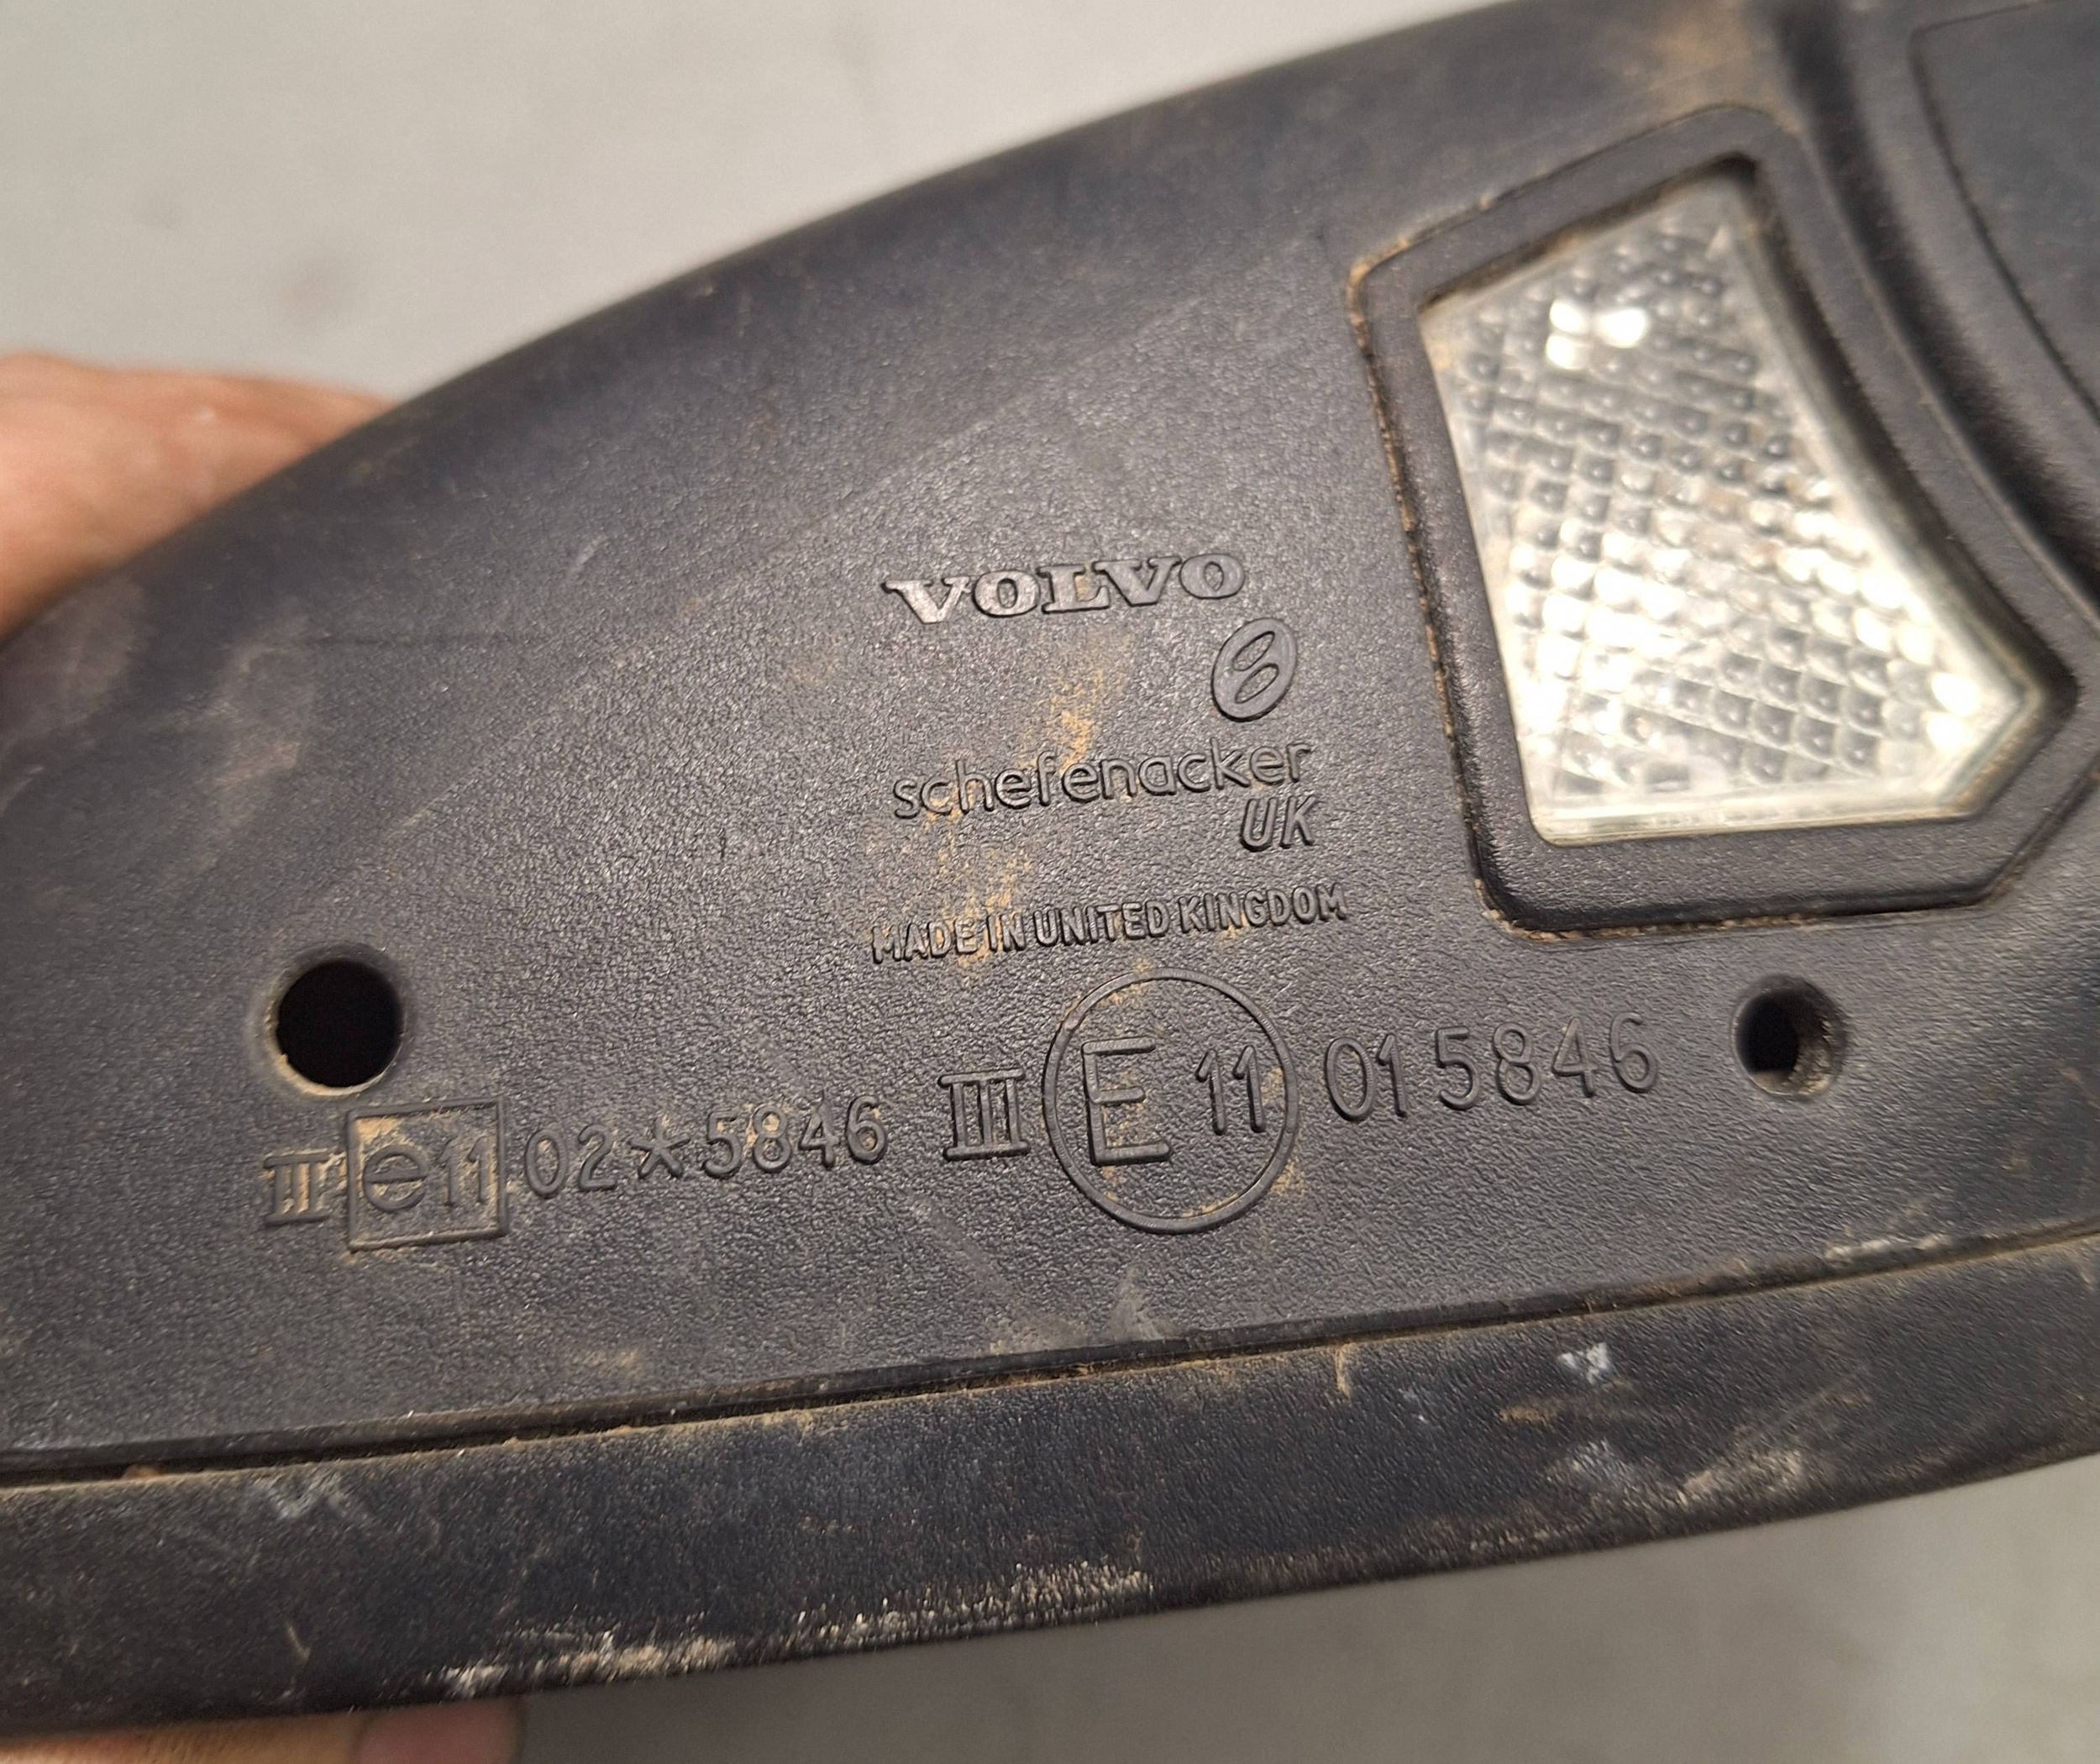 VOLVO
schefenacker
UK
MADE IN UNITED KINGDOM
III e11 02*5846 III E 11 015846